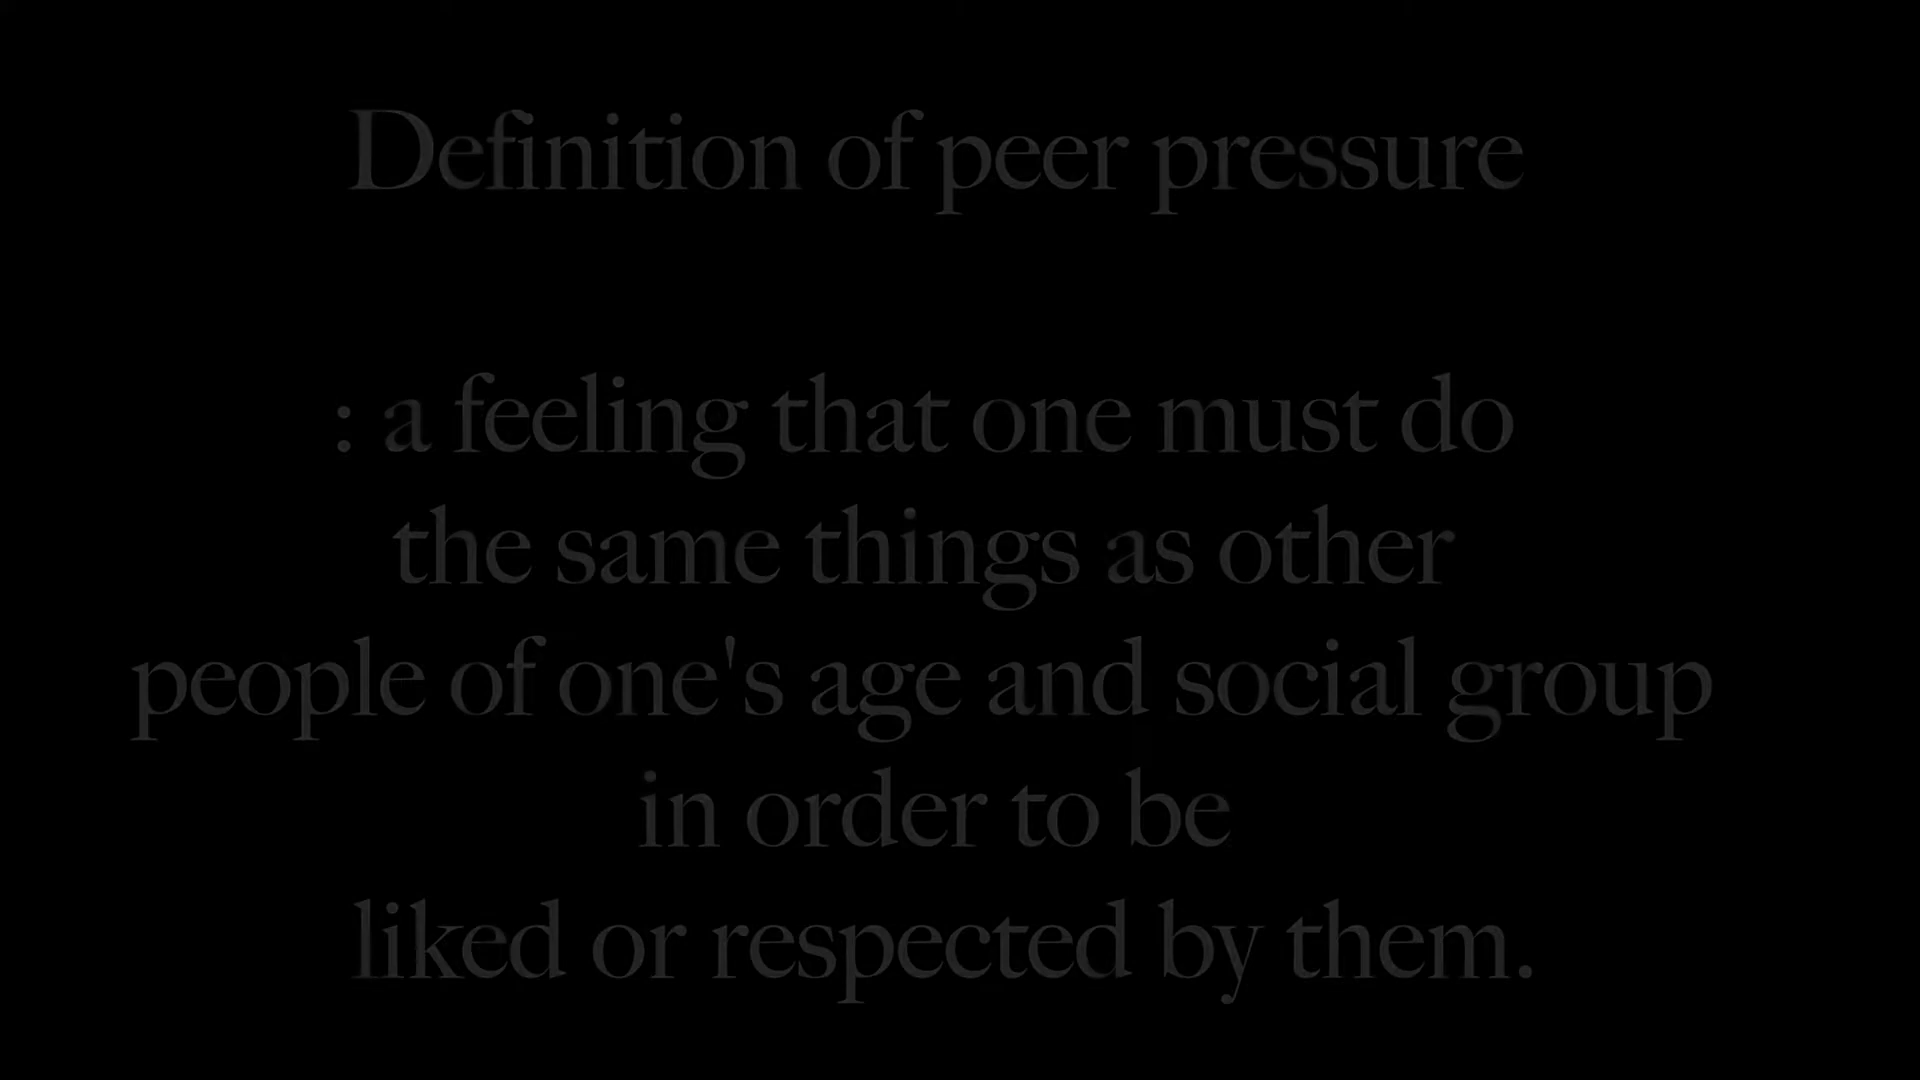 Definition of peer pressure
: a feeling that one must do
the same things as other
people of one's age and social group
in order to be
liked or respected by them.